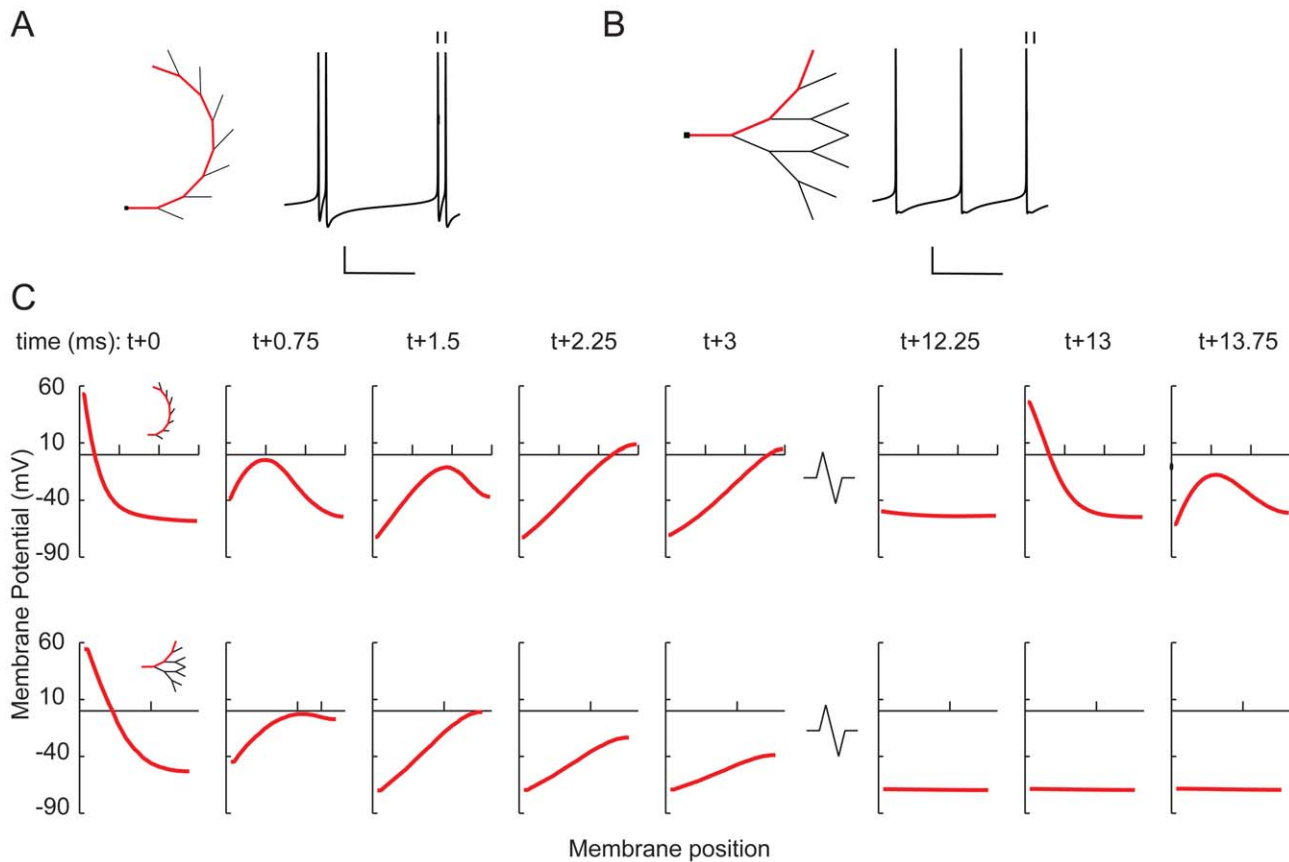 A
B
C
time (ms): t+0 t+0.75 t+1.5 t+2.25 t+3 t+12.25 t+13 t+13.75
Membrane Potential (mV)
60
10
-40
-90
60
10
-40
-90
Membrane position